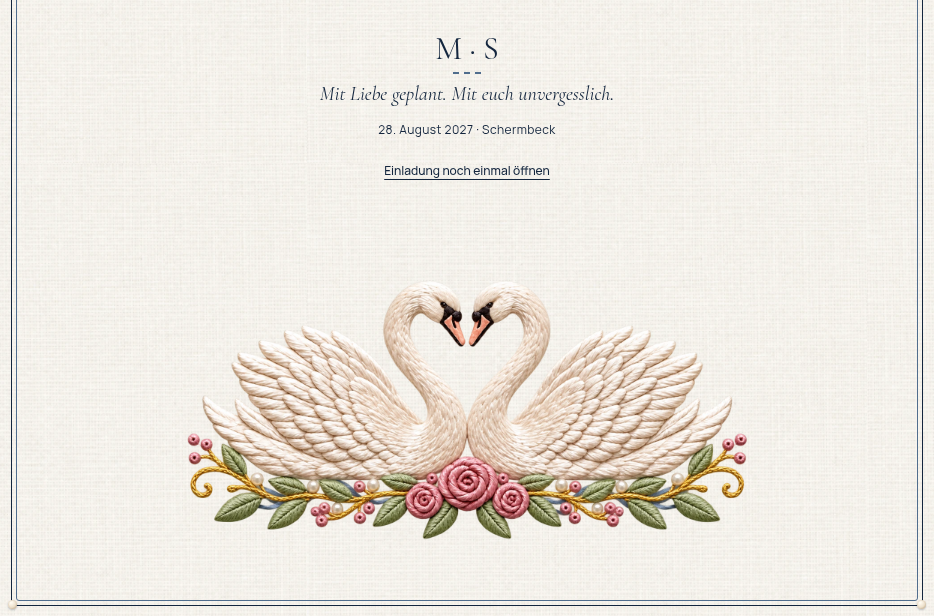 M · S
Mit Liebe geplant. Mit euch unvergesslich.
28. August 2027 · Schermbeck
Einladung noch einmal öffnen